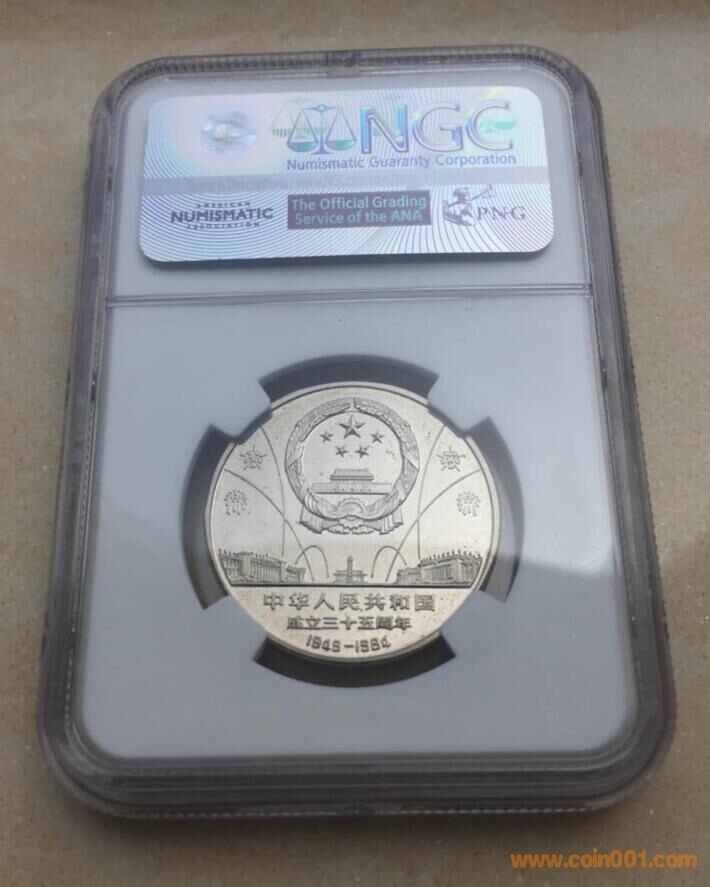 NGC
Numismatic Guaranty Corporation
AMERICAN
NUMISMATIC
ASSOCIATION
The Official Grading
Service of the ANA
PNG
中华人民共和国
成立三十五周年
1949-1984
www.coin001.com